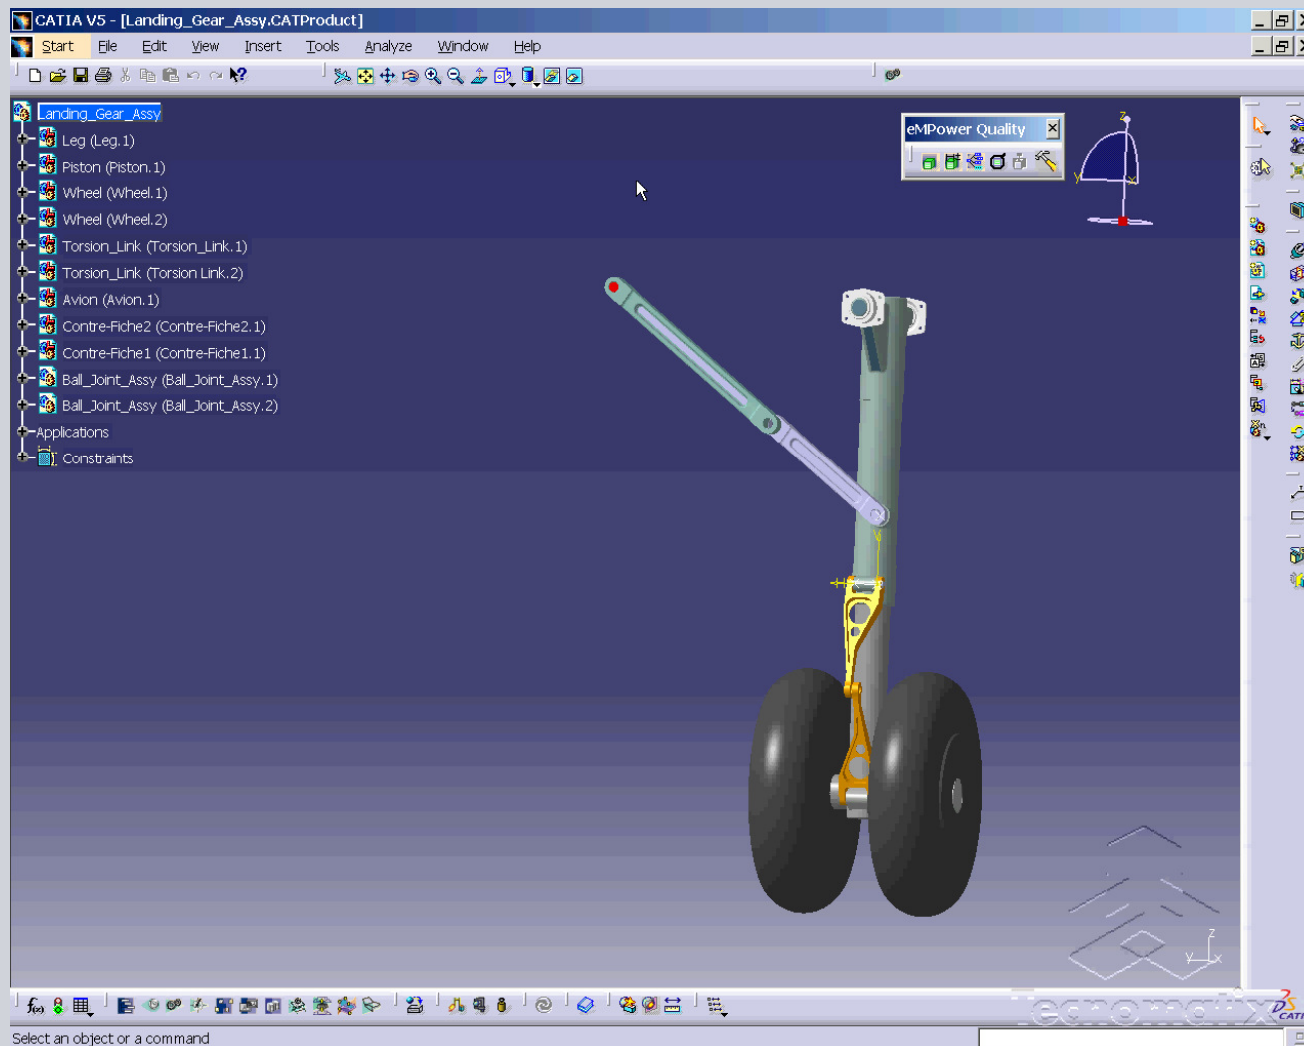 CATIA V5 - [Landing_Gear_Assy.CATProduct]
Start File Edit View Insert Tools Analyze Window Help
Landing_Gear_Assy
Leg (Leg.1)
Piston (Piston.1)
Wheel (Wheel.1)
Wheel (Wheel.2)
Torsion_Link (Torsion_Link.1)
Torsion_Link (Torsion Link.2)
Avion (Avion.1)
Contre-Fiche2 (Contre-Fiche2.1)
Contre-Fiche1 (Contre-Fiche1.1)
Ball_Joint_Assy (Ball_Joint_Assy.1)
Ball_Joint_Assy (Ball_Joint_Assy.2)
Applications
Constraints
eMPower Quality
z
y
x
V
H
z
y x
f(x)
Tecnomatix
DS
CATIA
Select an object or a command